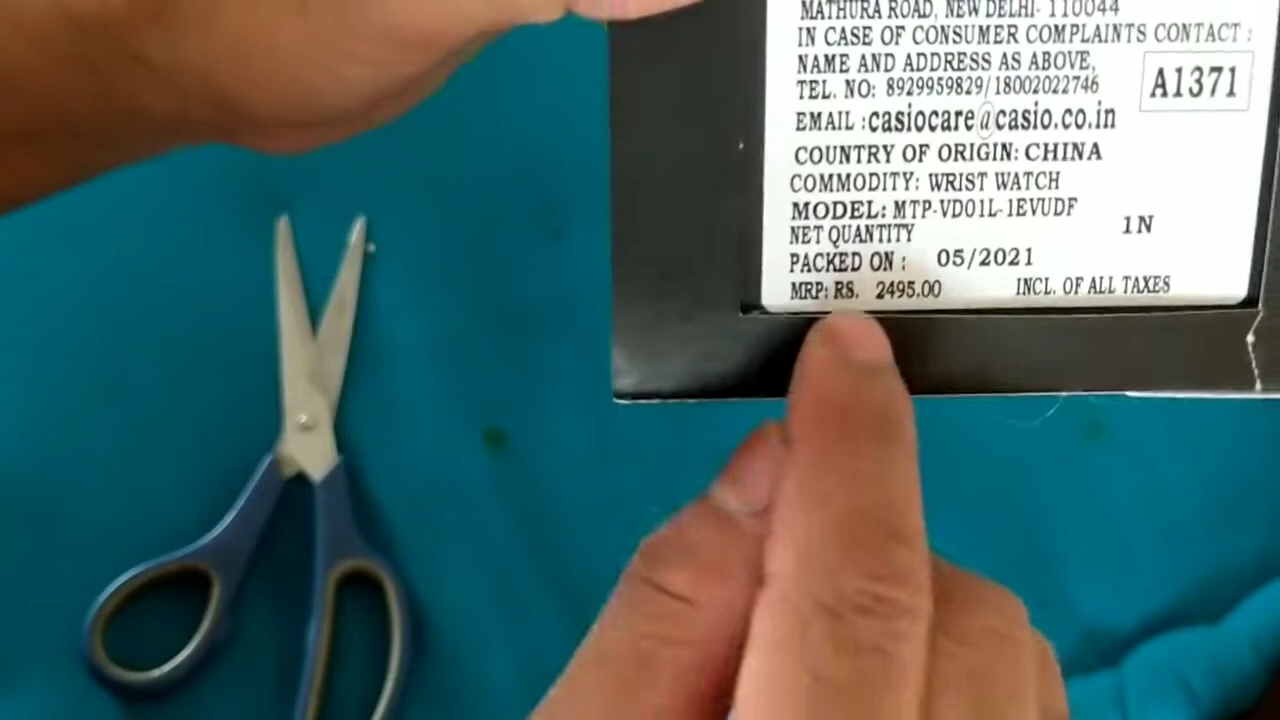 MATHURA ROAD, NEW DELHI- 110044
IN CASE OF CONSUMER COMPLAINTS CONTACT :
NAME AND ADDRESS AS ABOVE,
TEL. NO: 8929959829/18002022746
A1371
EMAIL :casiocare@casio.co.in
COUNTRY OF ORIGIN: CHINA
COMMODITY: WRIST WATCH
MODEL: MTP-VD01L-1EVUDF
NET QUANTITY 1N
PACKED ON : 05/2021
MRP: RS. 2495.00 INCL. OF ALL TAXES